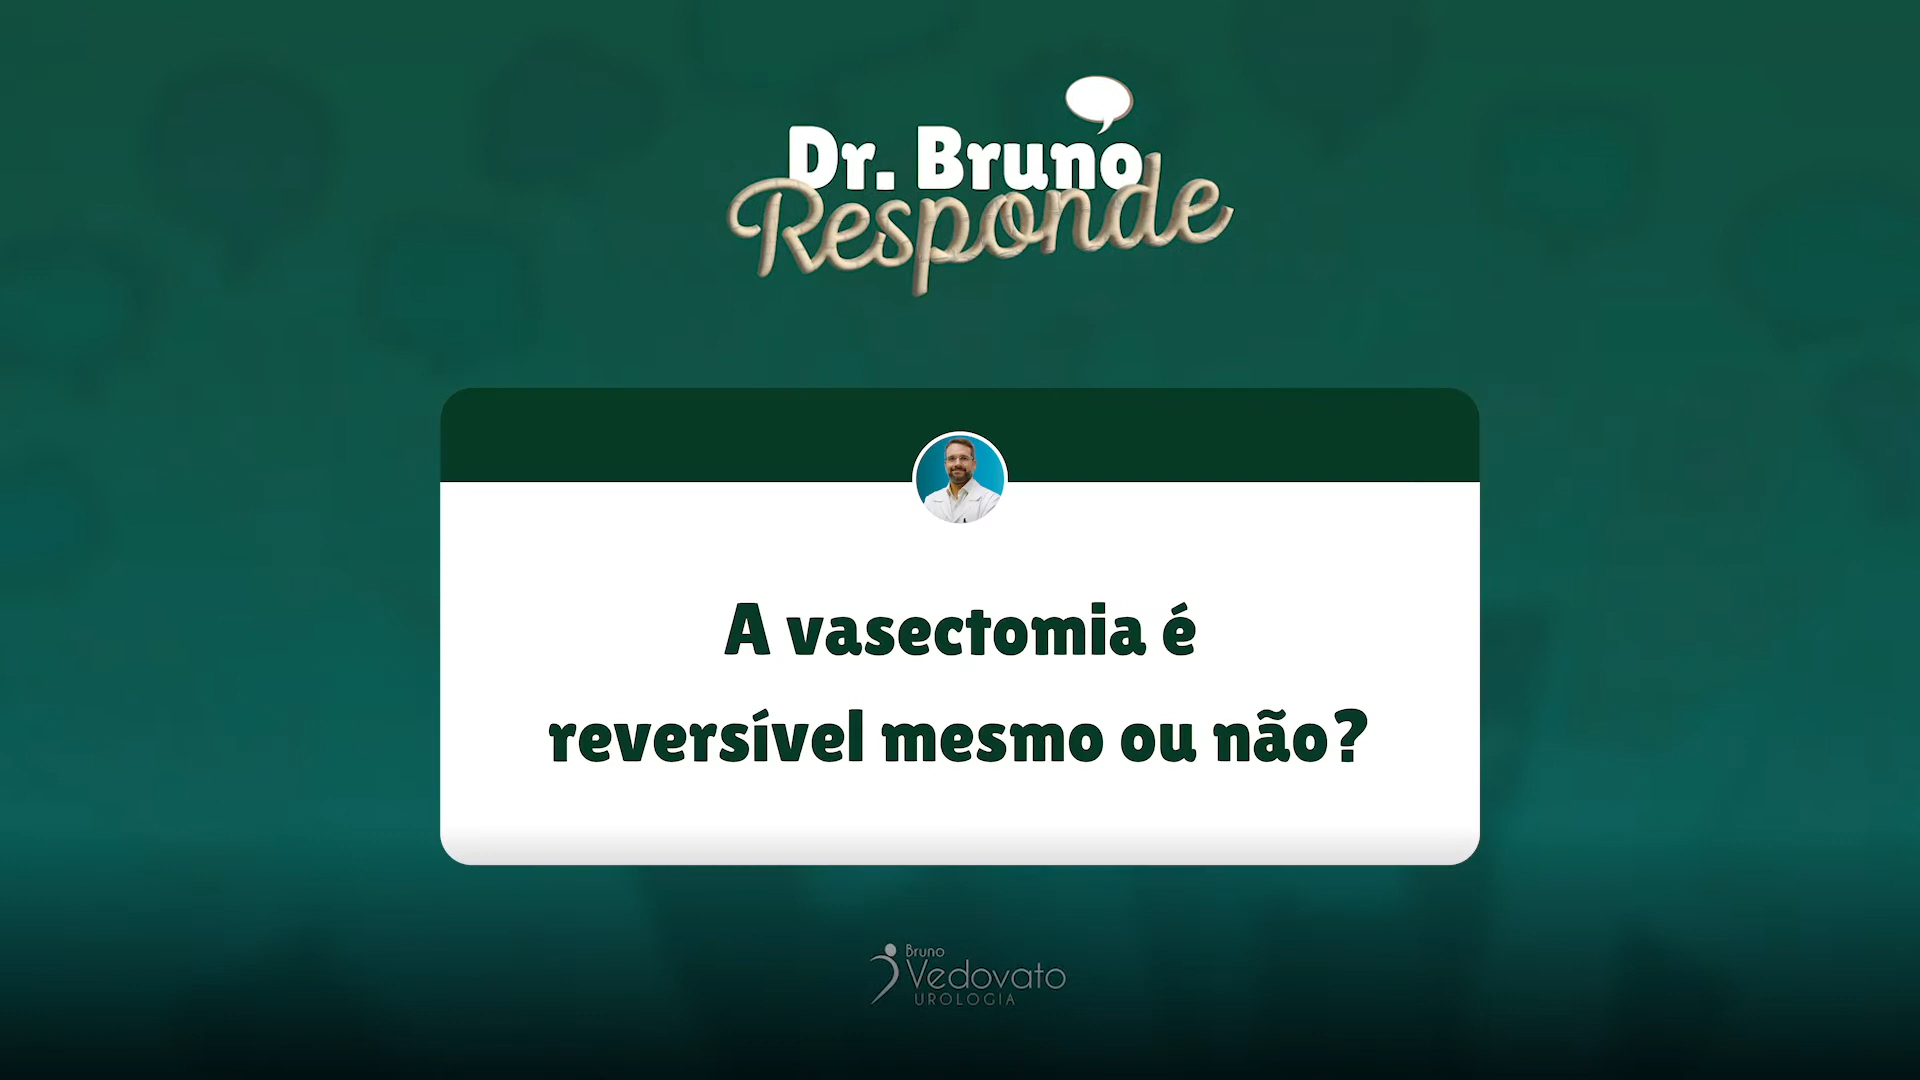 Dr. Bruno
Responde
A vasectomia é
reversível mesmo ou não?
Bruno
Vedovato
UROLOGIA